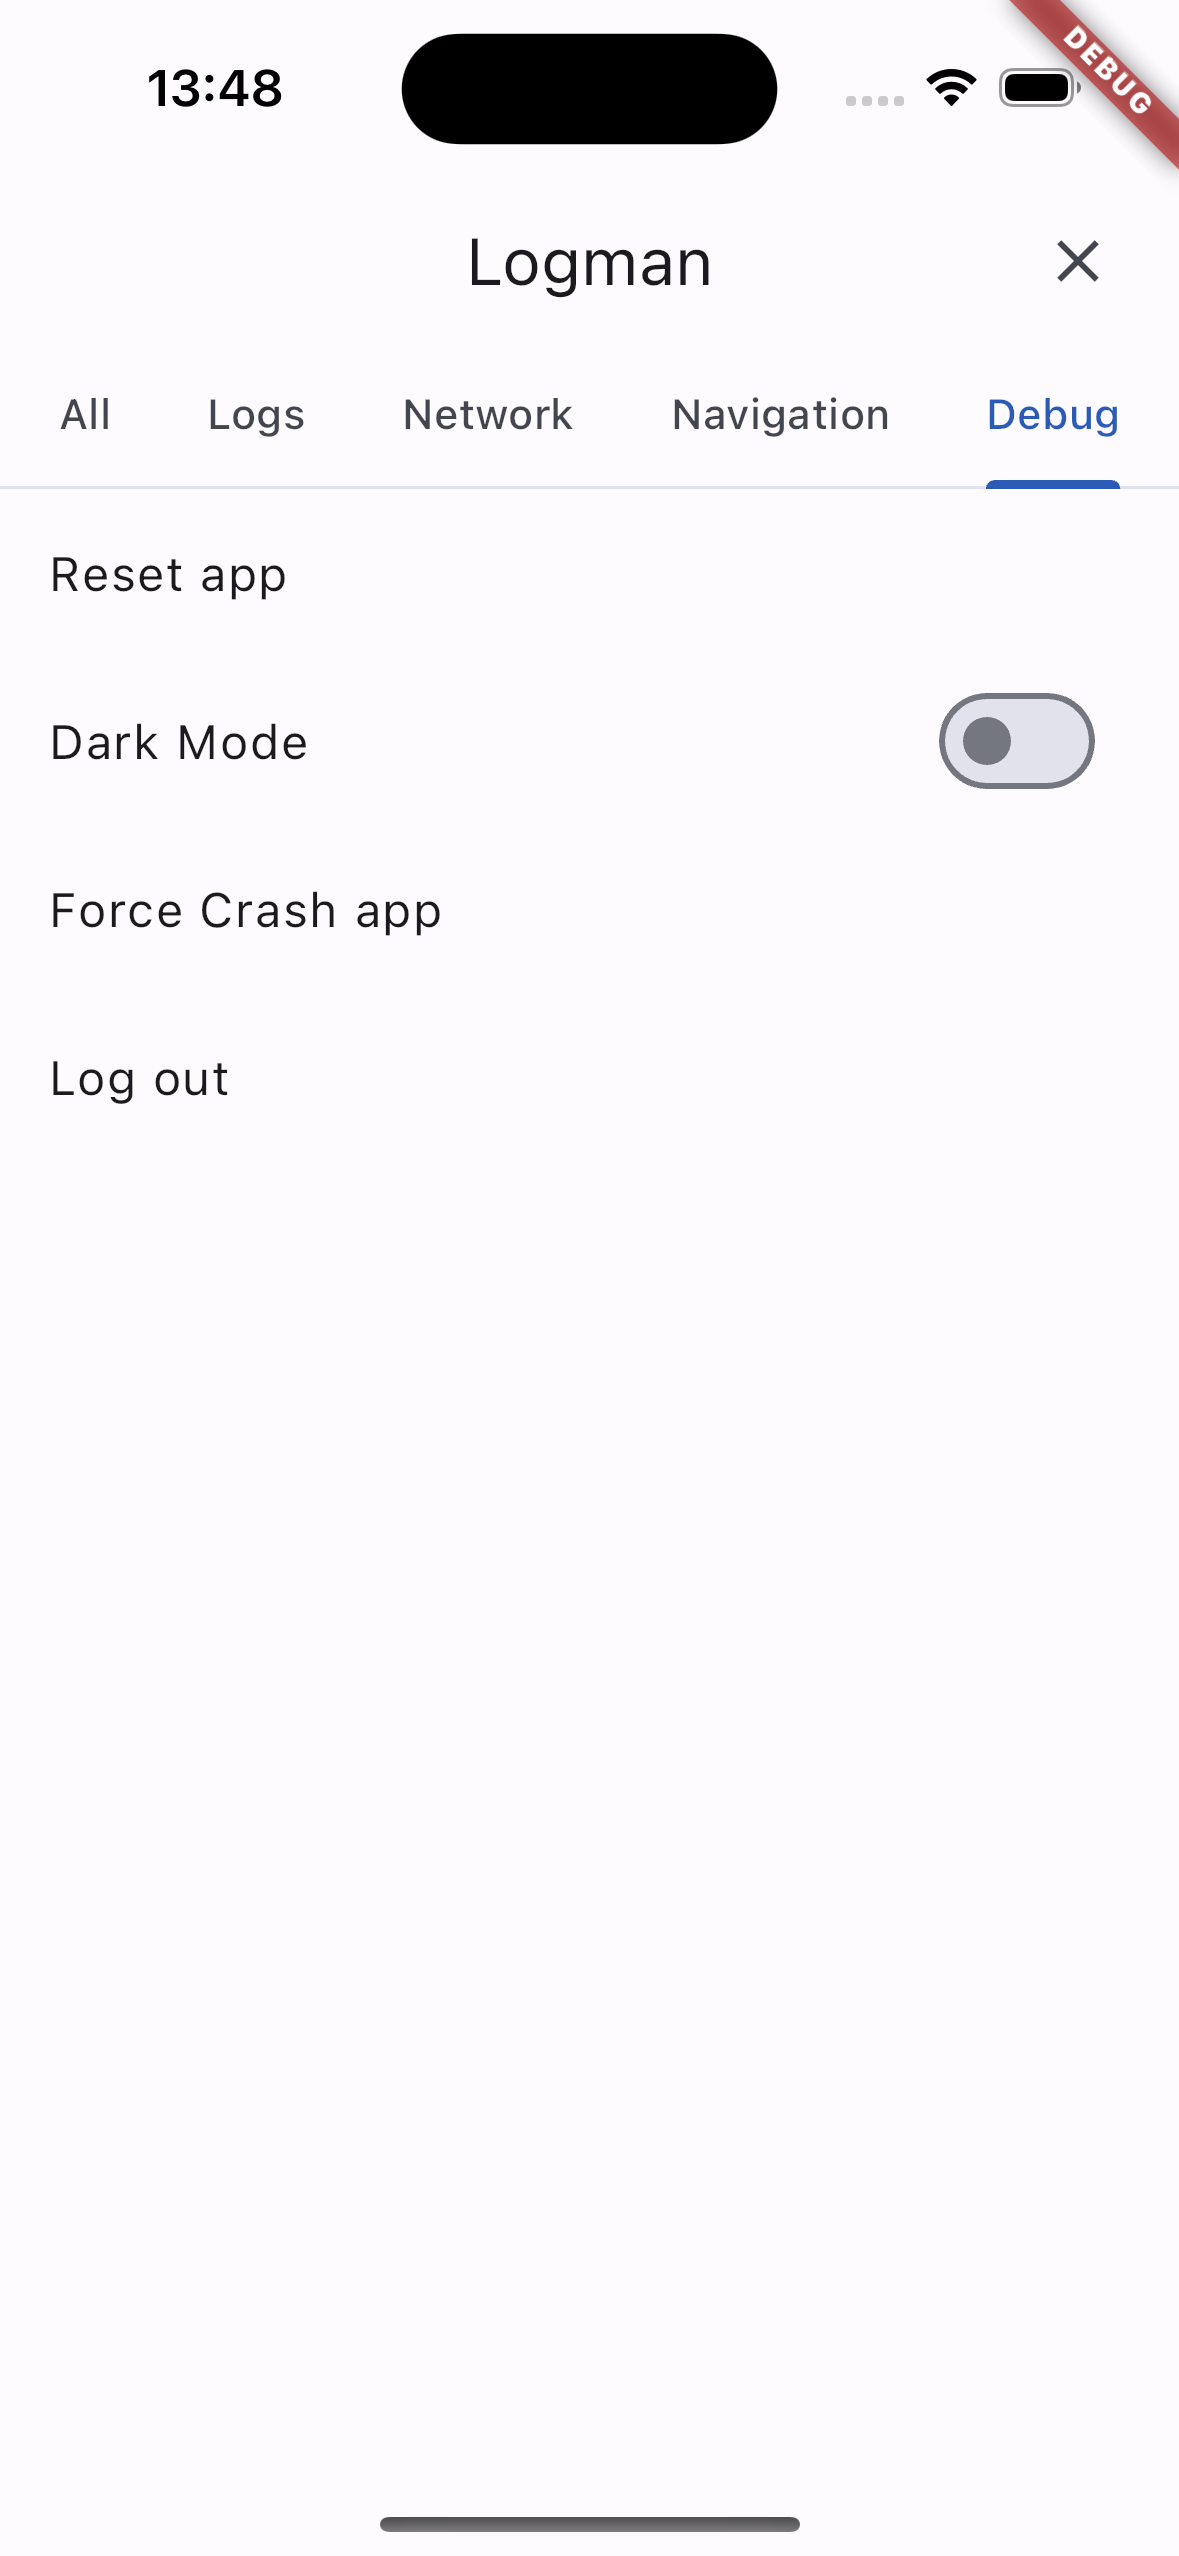 13:48
DEBUG
Logman
All Logs Network Navigation Debug
Reset app
Dark Mode
Force Crash app
Log out